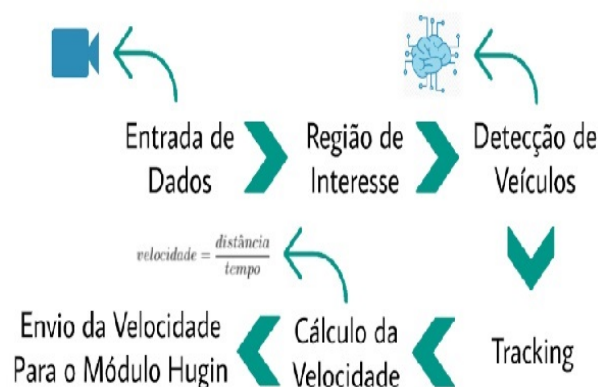 Entrada de
Dados
Região de
Interesse
Detecção de
Veículos
velocidade = distância
tempo
Envio da Velocidade
Para o Módulo Hugin
Cálculo da
Velocidade
Tracking